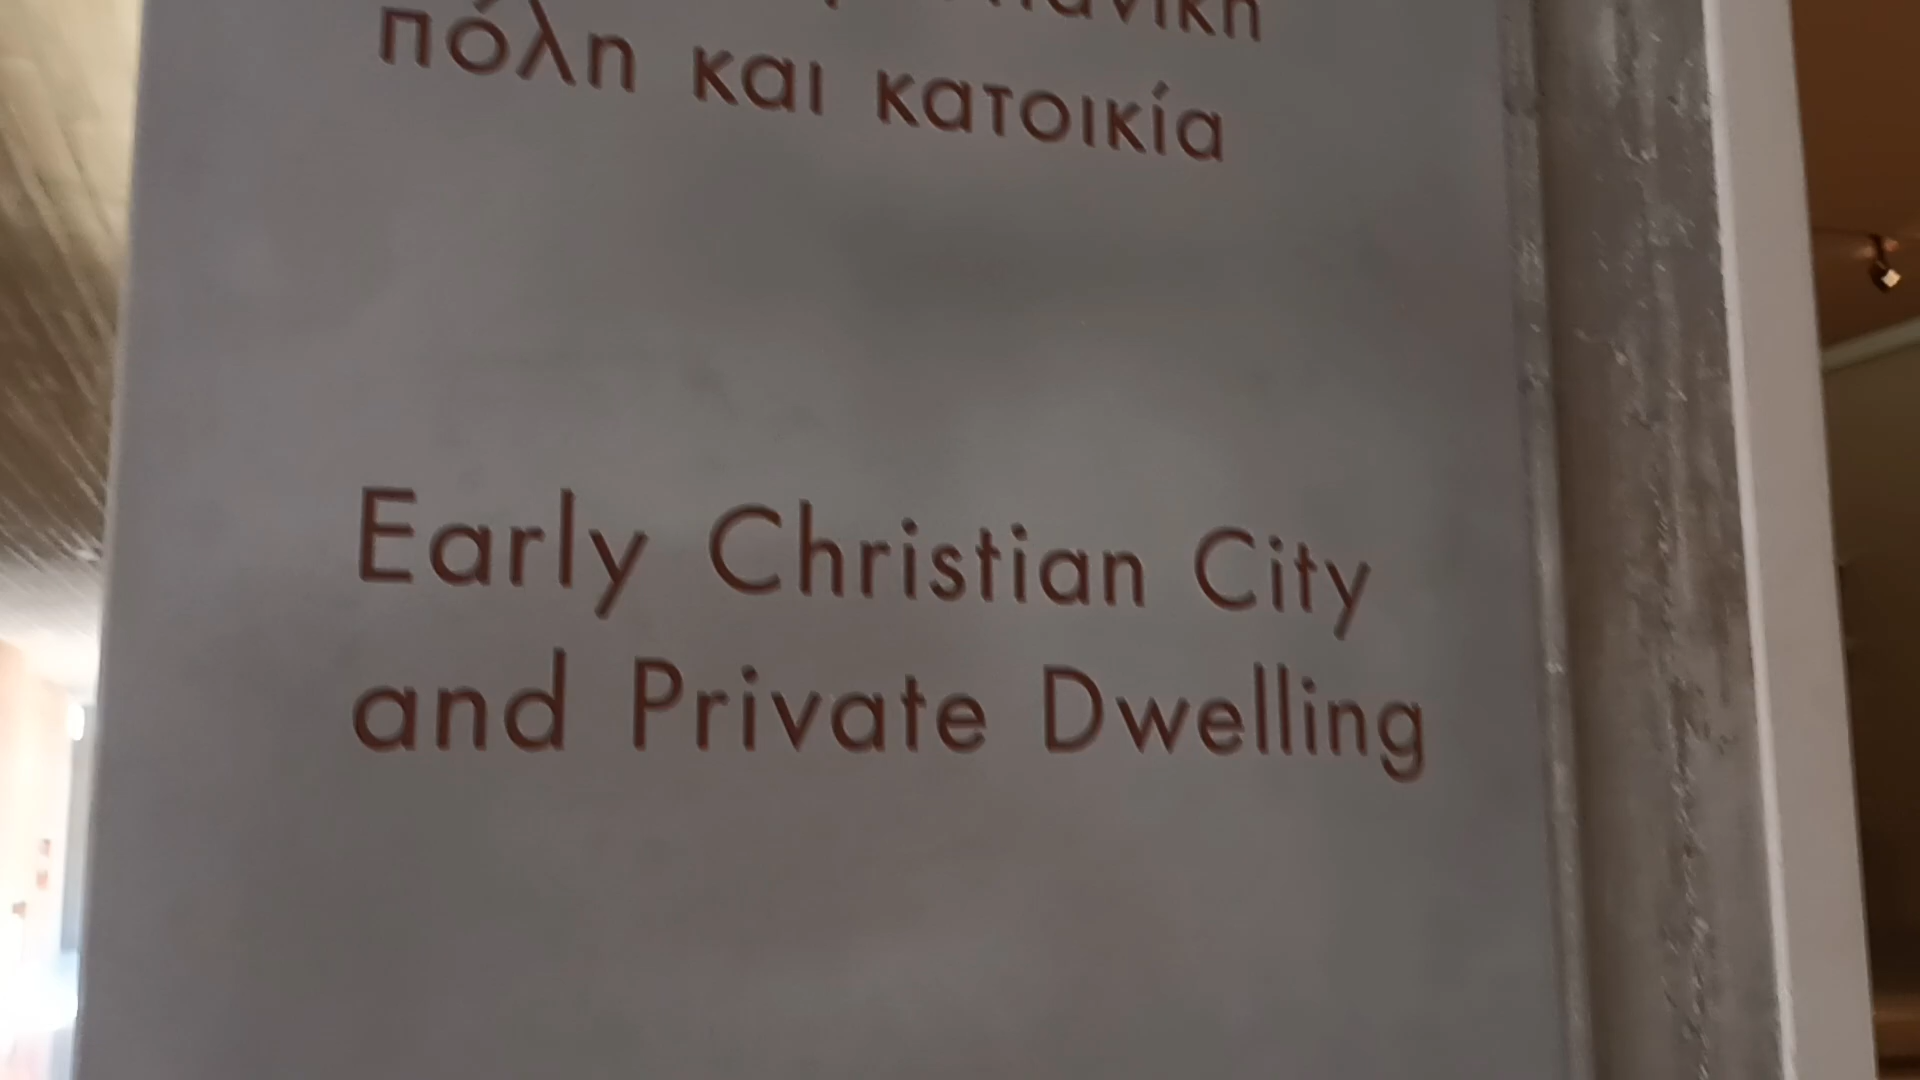 πόλη και κατοικία
Early Christian City
and Private Dwelling